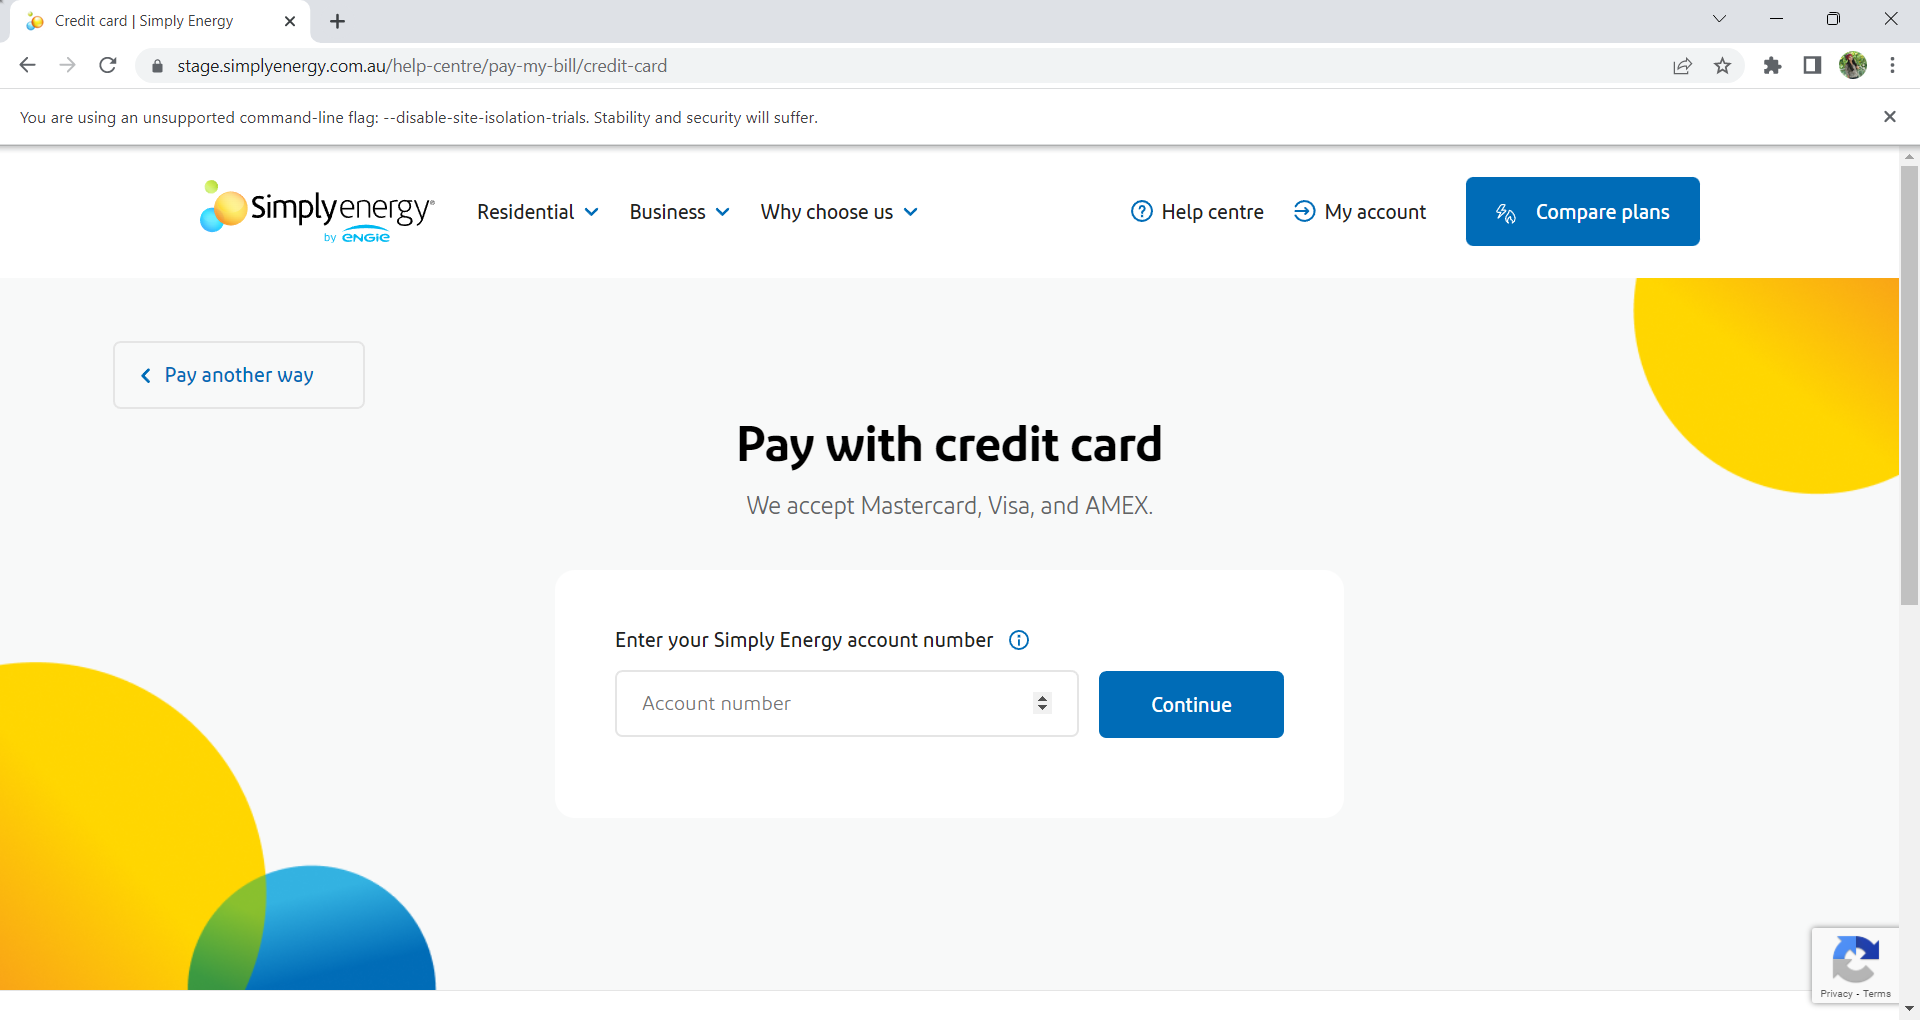 Credit card | Simply Energy
stage.simplyenergy.com.au/help-centre/pay-my-bill/credit-card
You are using an unsupported command-line flag: --disable-site-isolation-trials. Stability and security will suffer.
Simplyenergy®
by ENGIE
Residential
Business
Why choose us
Help centre
My account
Compare plans
Pay another way
Pay with credit card
We accept Mastercard, Visa, and AMEX.
Enter your Simply Energy account number
Account number
Continue
Privacy - Terms